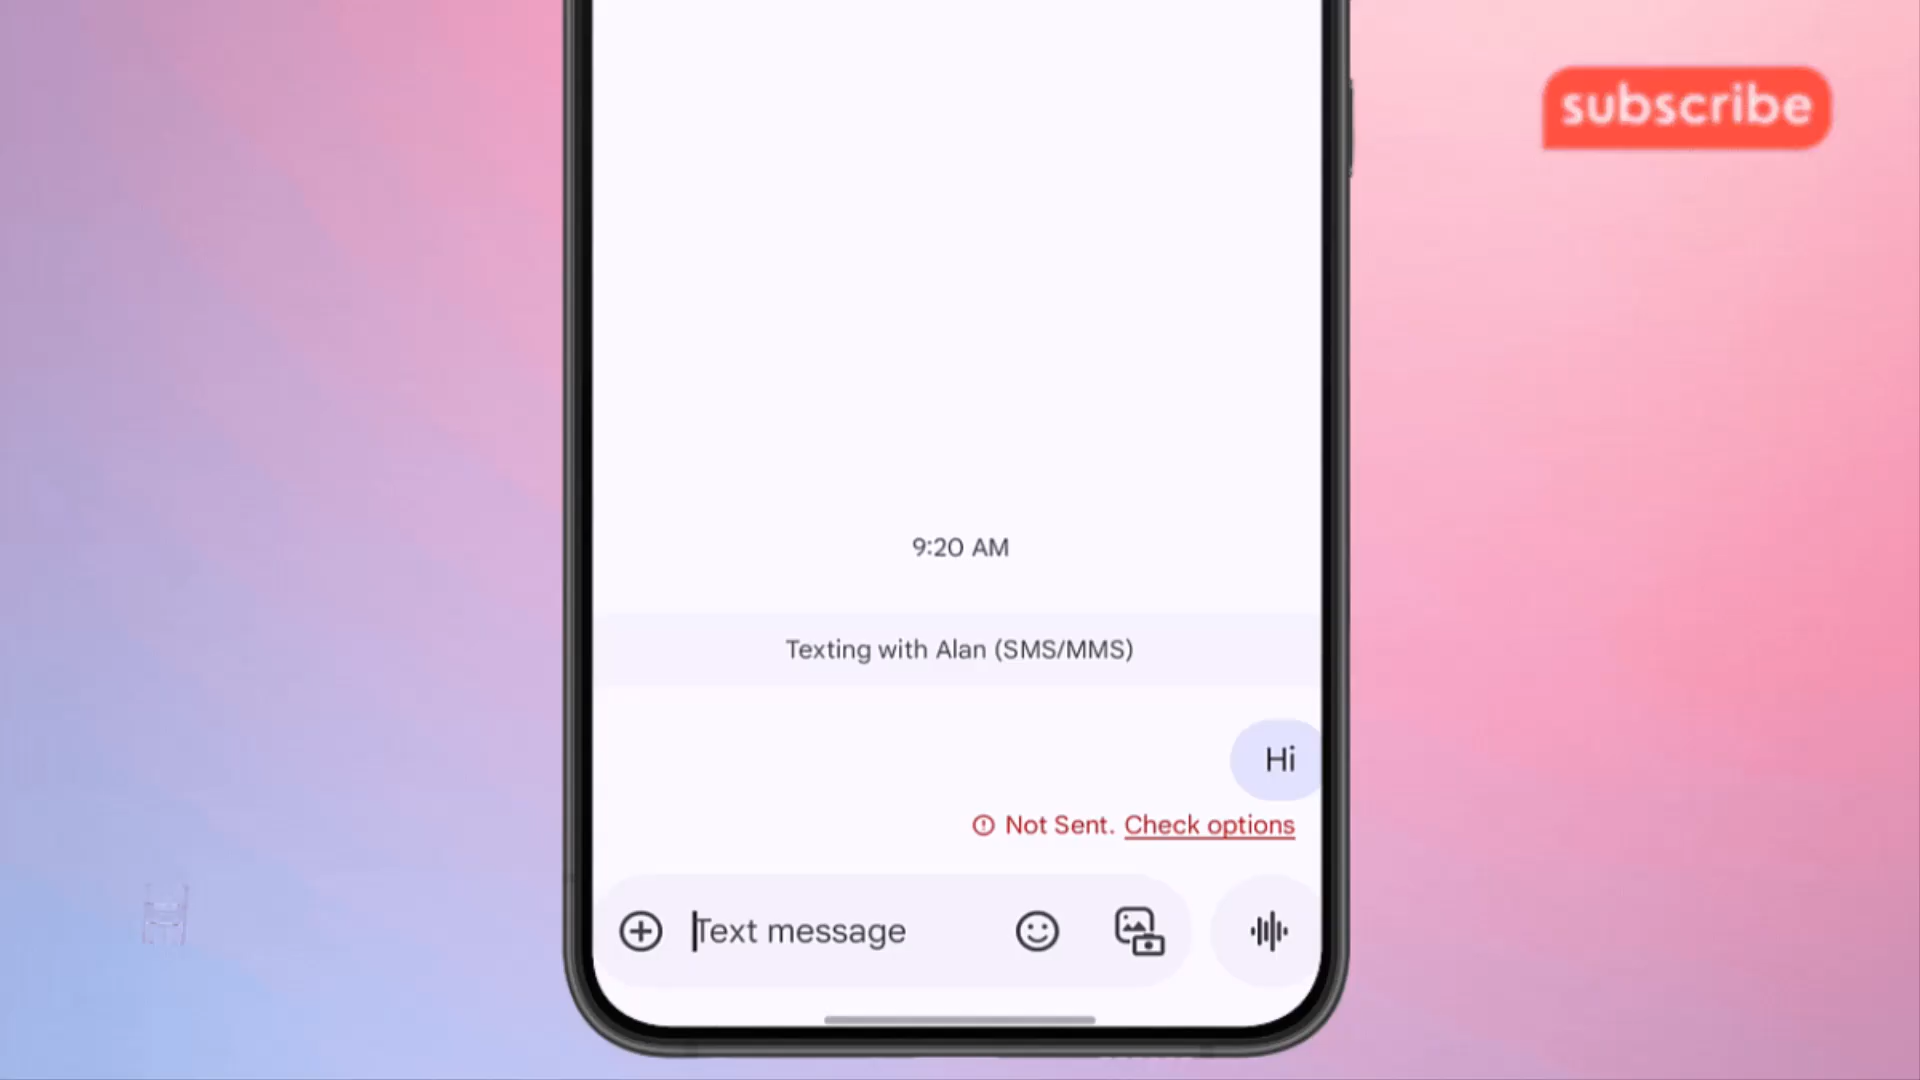 subscribe
9:20 AM
Texting with Alan (SMS/MMS)
Hi
Not Sent. Check options
Text message